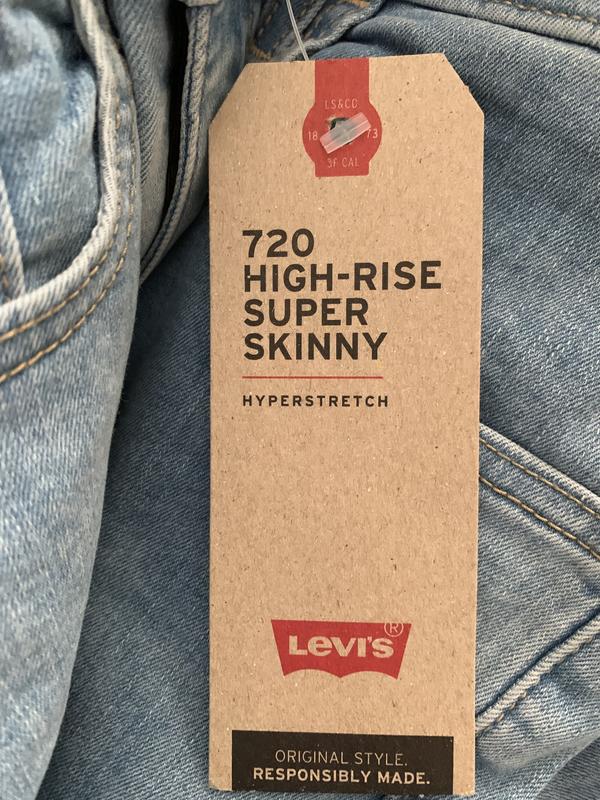 LS&CO
18 73
SF CAL
720
HIGH-RISE
SUPER
SKINNY
HYPERSTRETCH
Levi's®
ORIGINAL STYLE.
RESPONSIBLY MADE.